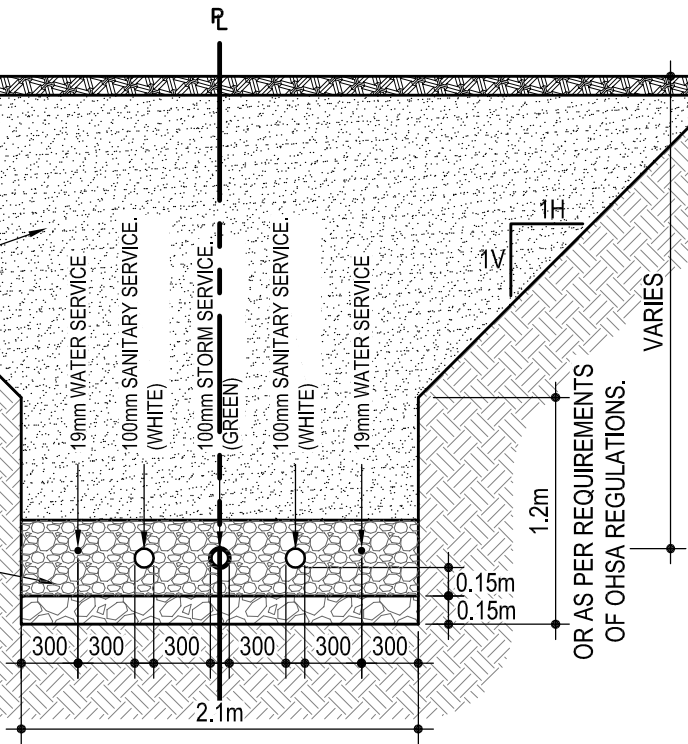 PL
1H
1V
19mm WATER SERVICE
100mm SANITARY SERVICE.
(WHITE)
100mm STORM SERVICE.
(GREEN)
100mm SANITARY SERVICE.
(WHITE)
19mm WATER SERVICE
VARIES
1.2m
OR AS PER REQUIREMENTS
OF OHSA REGULATIONS.
0.15m
0.15m
300 300 300 300 300 300
2.1m